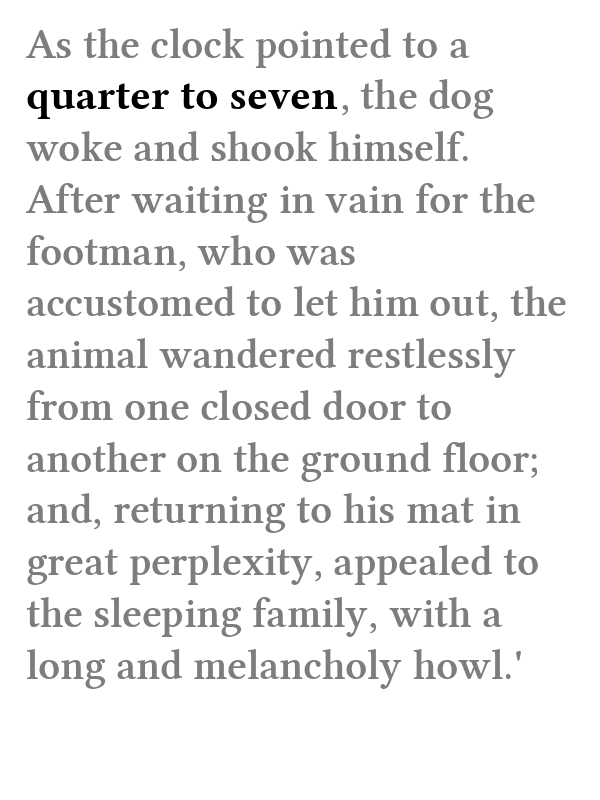 As the clock pointed to a
quarter to seven, the dog
woke and shook himself.
After waiting in vain for the
footman, who was
accustomed to let him out, the
animal wandered restlessly
from one closed door to
another on the ground floor;
and, returning to his mat in
great perplexity, appealed to
the sleeping family, with a
long and melancholy howl.'